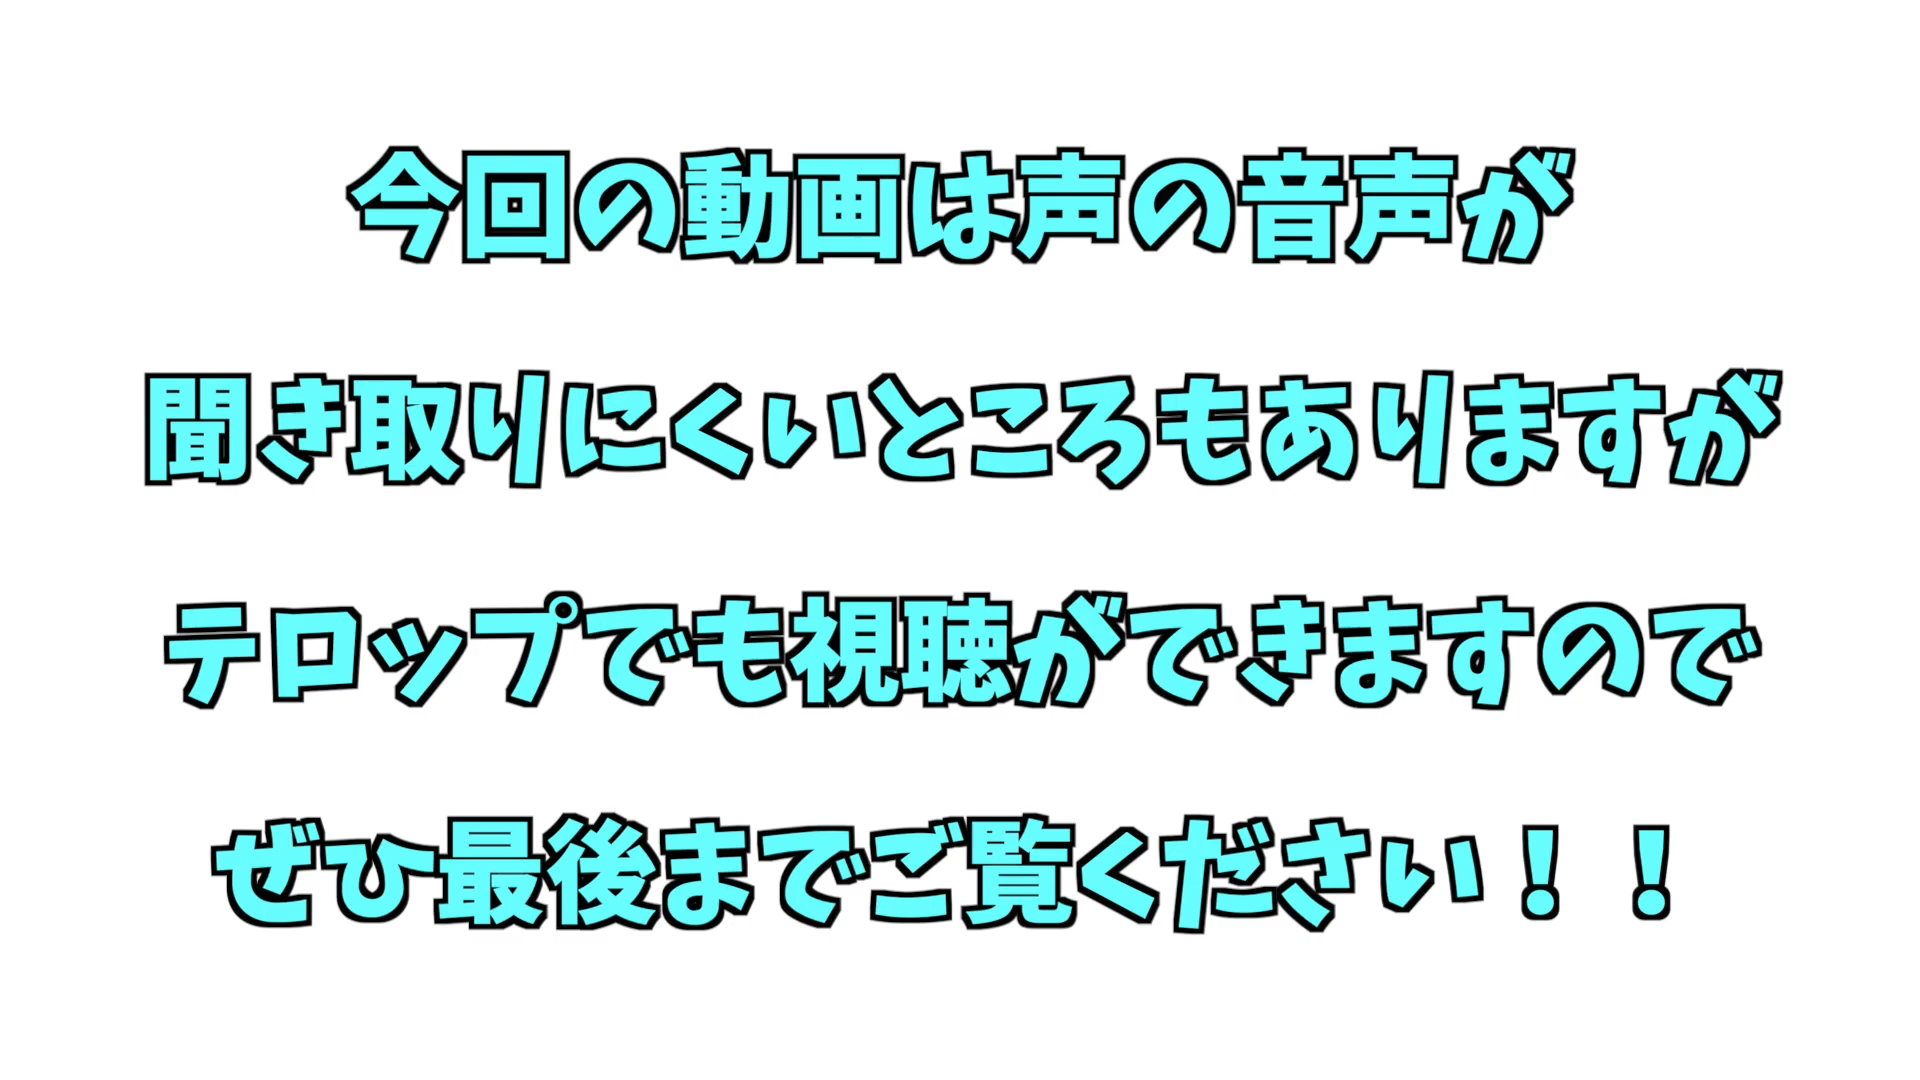 今回の動画は声の音声が
聞き取りにくいところもありますが
テロップでも視聴ができますので
ぜひ最後までご覧ください！！